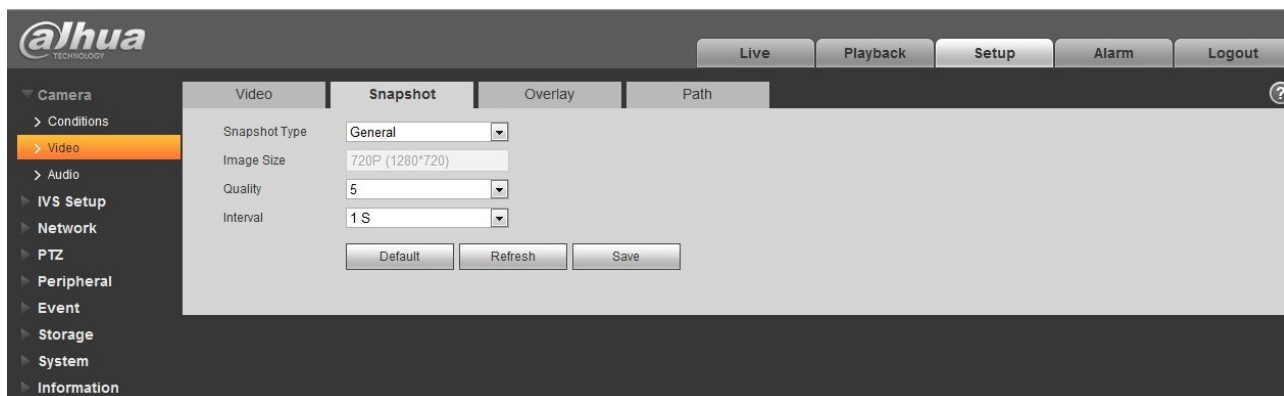 alhua
TECHNOLOGY
Live Playback Setup Alarm Logout
Camera
Video Snapshot Overlay Path
?
> Conditions
> Video
> Audio
IVS Setup
Network
PTZ
Peripheral
Event
Storage
System
Information
Snapshot Type General
Image Size 720P (1280*720)
Quality 5
Interval 1 S
Default Refresh Save